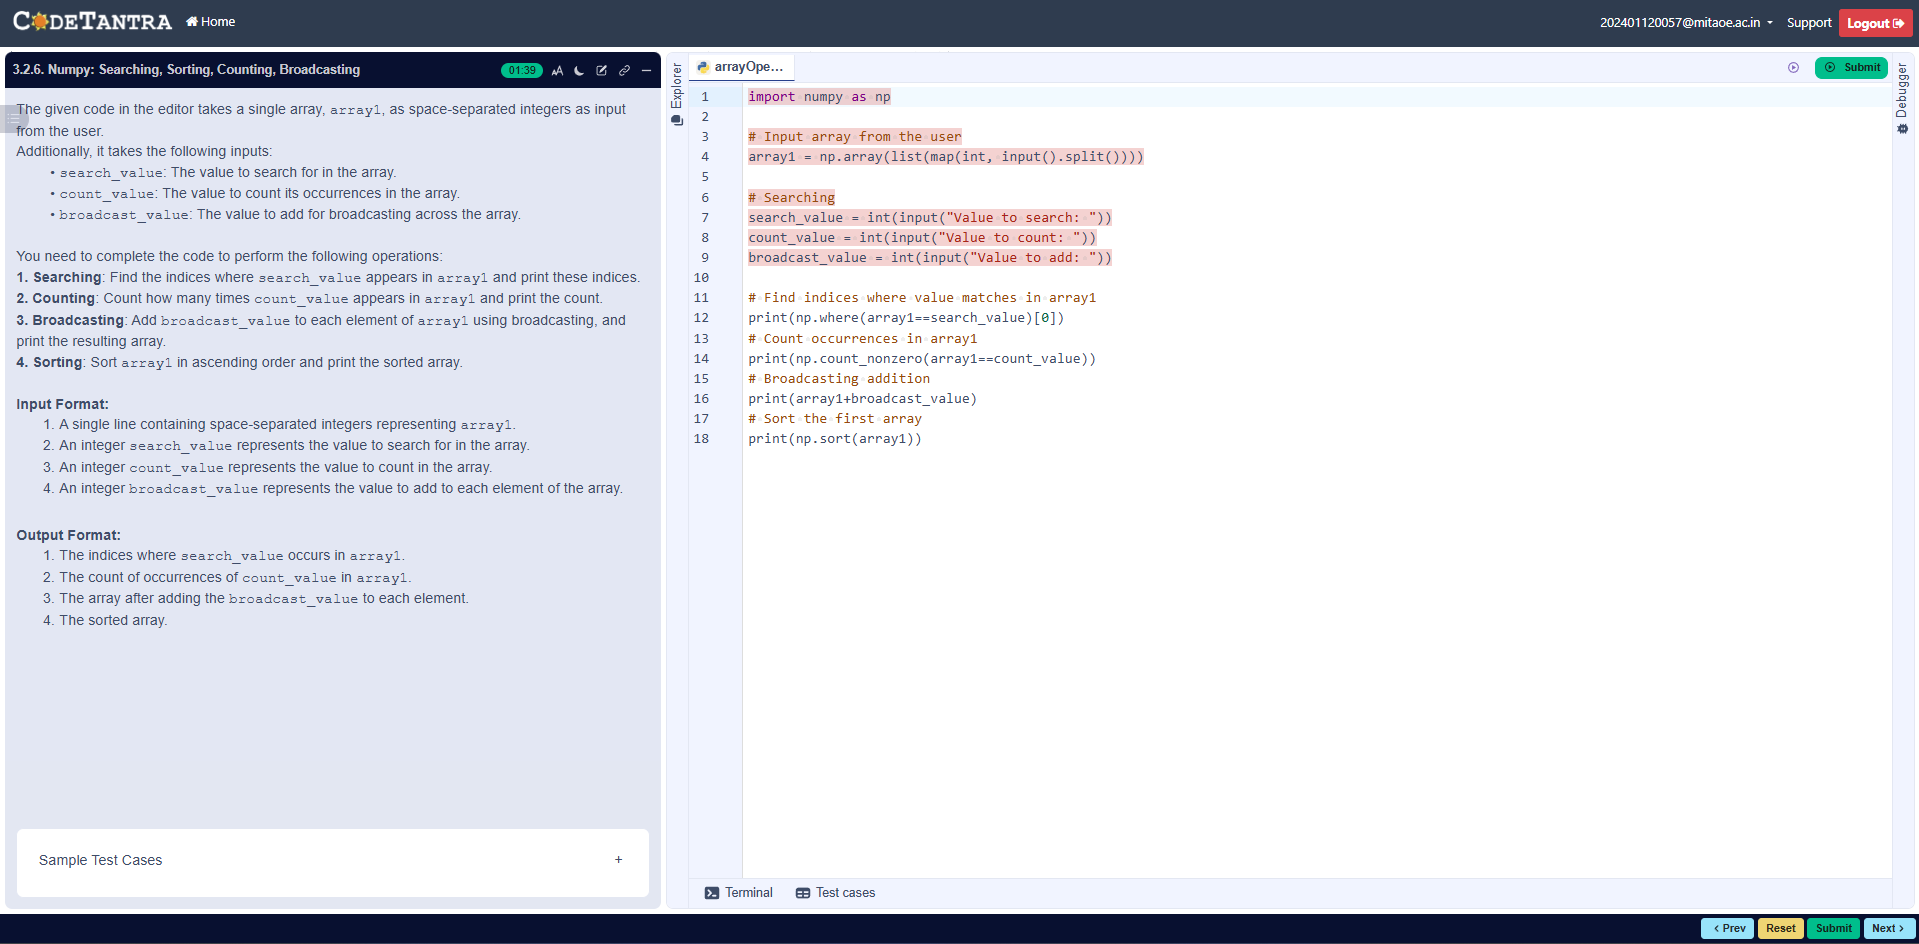 CODETANTRA Home 202401120057@mitaoe.ac.in Support Logout
3.2.6. Numpy: Searching, Sorting, Counting, Broadcasting 01:39
The given code in the editor takes a single array, array1, as space-separated integers as input
from the user.
Additionally, it takes the following inputs:
• search_value: The value to search for in the array.
• count_value: The value to count its occurrences in the array.
• broadcast_value: The value to add for broadcasting across the array.
You need to complete the code to perform the following operations:
1. Searching: Find the indices where search_value appears in array1 and print these indices.
2. Counting: Count how many times count_value appears in array1 and print the count.
3. Broadcasting: Add broadcast_value to each element of array1 using broadcasting, and
print the resulting array.
4. Sorting: Sort array1 in ascending order and print the sorted array.
Input Format:
1. A single line containing space-separated integers representing array1.
2. An integer search_value represents the value to search for in the array.
3. An integer count_value represents the value to count in the array.
4. An integer broadcast_value represents the value to add to each element of the array.
Output Format:
1. The indices where search_value occurs in array1.
2. The count of occurrences of count_value in array1.
3. The array after adding the broadcast_value to each element.
4. The sorted array.
Sample Test Cases +
Explorer
arrayOpe... Submit
1 import numpy as np
2
3 # Input array from the user
4 array1 = np.array(list(map(int, input().split())))
5
6 # Searching
7 search_value = int(input("Value to search: "))
8 count_value = int(input("Value to count: "))
9 broadcast_value = int(input("Value to add: "))
10
11 # Find indices where value matches in array1
12 print(np.where(array1==search_value)[0])
13 # Count occurrences in array1
14 print(np.count_nonzero(array1==count_value))
15 # Broadcasting addition
16 print(array1+broadcast_value)
17 # Sort the first array
18 print(np.sort(array1))
Debugger
Terminal Test cases
< Prev Reset Submit Next >